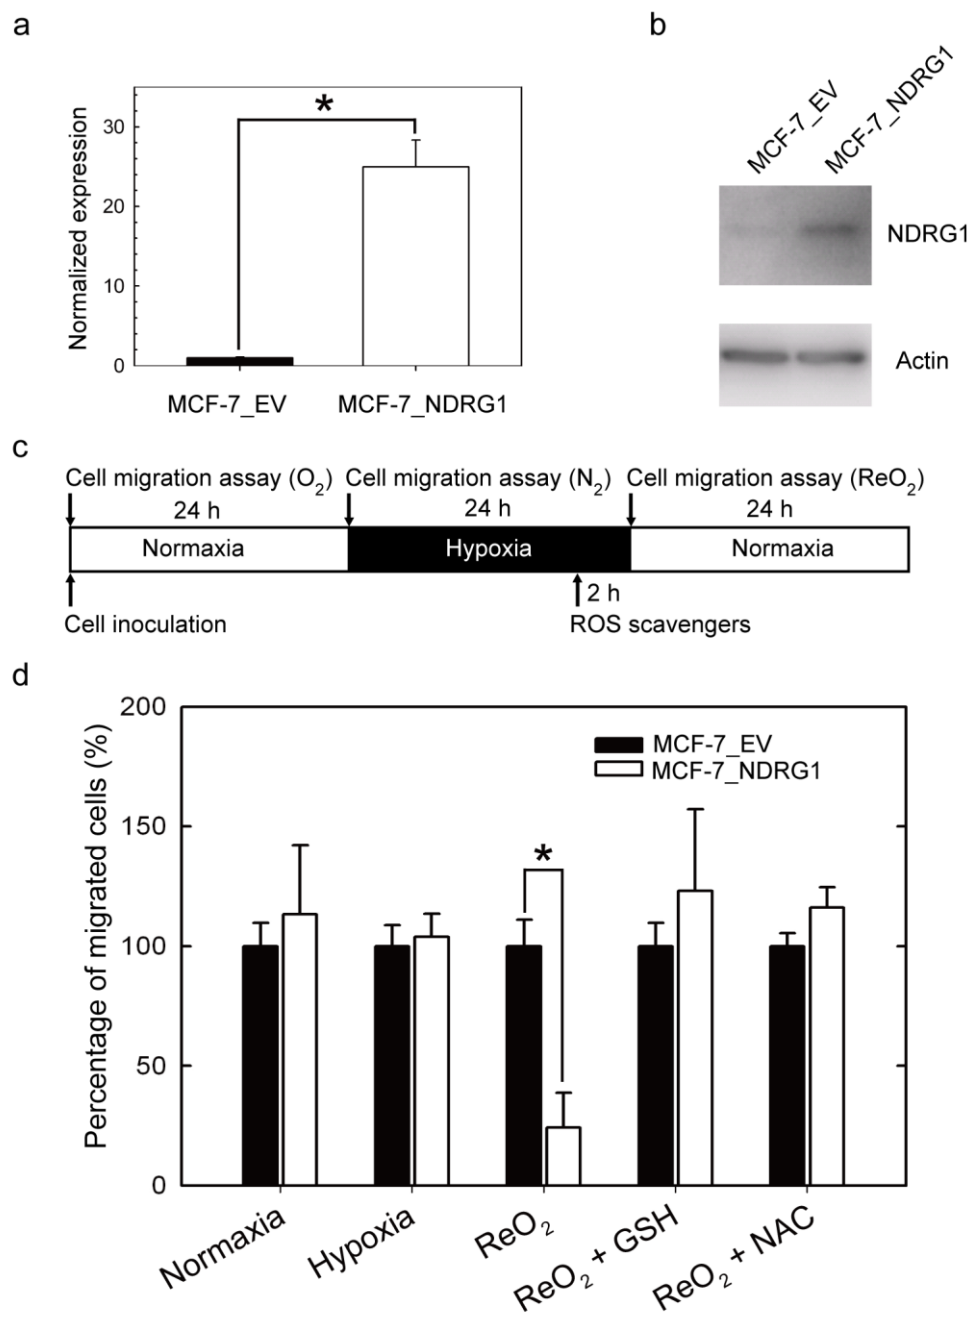 a
*
Normalized expression
30
20
10
0
MCF-7_EV
MCF-7_NDRG1
b
MCF-7_EV
MCF-7_NDRG1
NDRG1
Actin
c
Cell migration assay (O₂)
Cell migration assay (N₂)
Cell migration assay (ReO₂)
24 h
24 h
24 h
Normaxia
Hypoxia
Normaxia
2 h
Cell inoculation
ROS scavengers
d
Percentage of migrated cells (%)
200
150
100
50
0
MCF-7_EV
MCF-7_NDRG1
*
Normaxia
Hypoxia
ReO₂
ReO₂ + GSH
ReO₂ + NAC